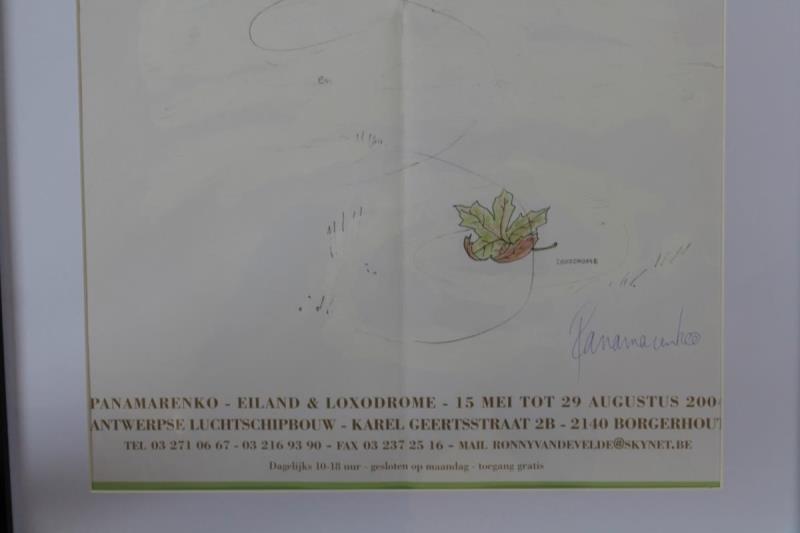 en
LOXODROME
Panamarenko
PANAMARENKO - EILAND & LOXODROME - 15 MEI TOT 29 AUGUSTUS 2004
ANTWERPSE LUCHTSCHIPBOUW - KAREL GEERTSSTRAAT 2B - 2140 BORGERHOUT
TEL 03 271 06 67 - 03 216 93 90 - FAX 03 237 25 16 - MAIL RONNYVANDEVELDE@SKYNET.BE
Dagelijks 10-18 uur - gesloten op maandag - toegang gratis